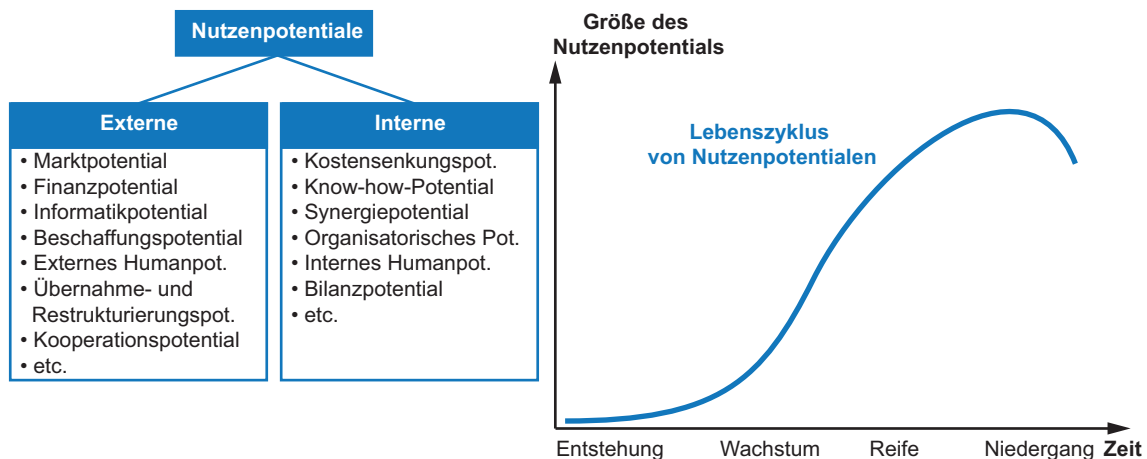 Nutzenpotentiale
Externe
• Marktpotential
• Finanzpotential
• Informatikpotential
• Beschaffungspotential
• Externes Humanpot.
• Übernahme- und
Restrukturierungspot.
• Kooperationspotential
• etc.
Interne
• Kostensenkungspot.
• Know-how-Potential
• Synergiepotential
• Organisatorisches Pot.
• Internes Humanpot.
• Bilanzpotential
• etc.
Größe des
Nutzenpotentials
Lebenszyklus
von Nutzenpotentialen
Entstehung Wachstum Reife Niedergang Zeit